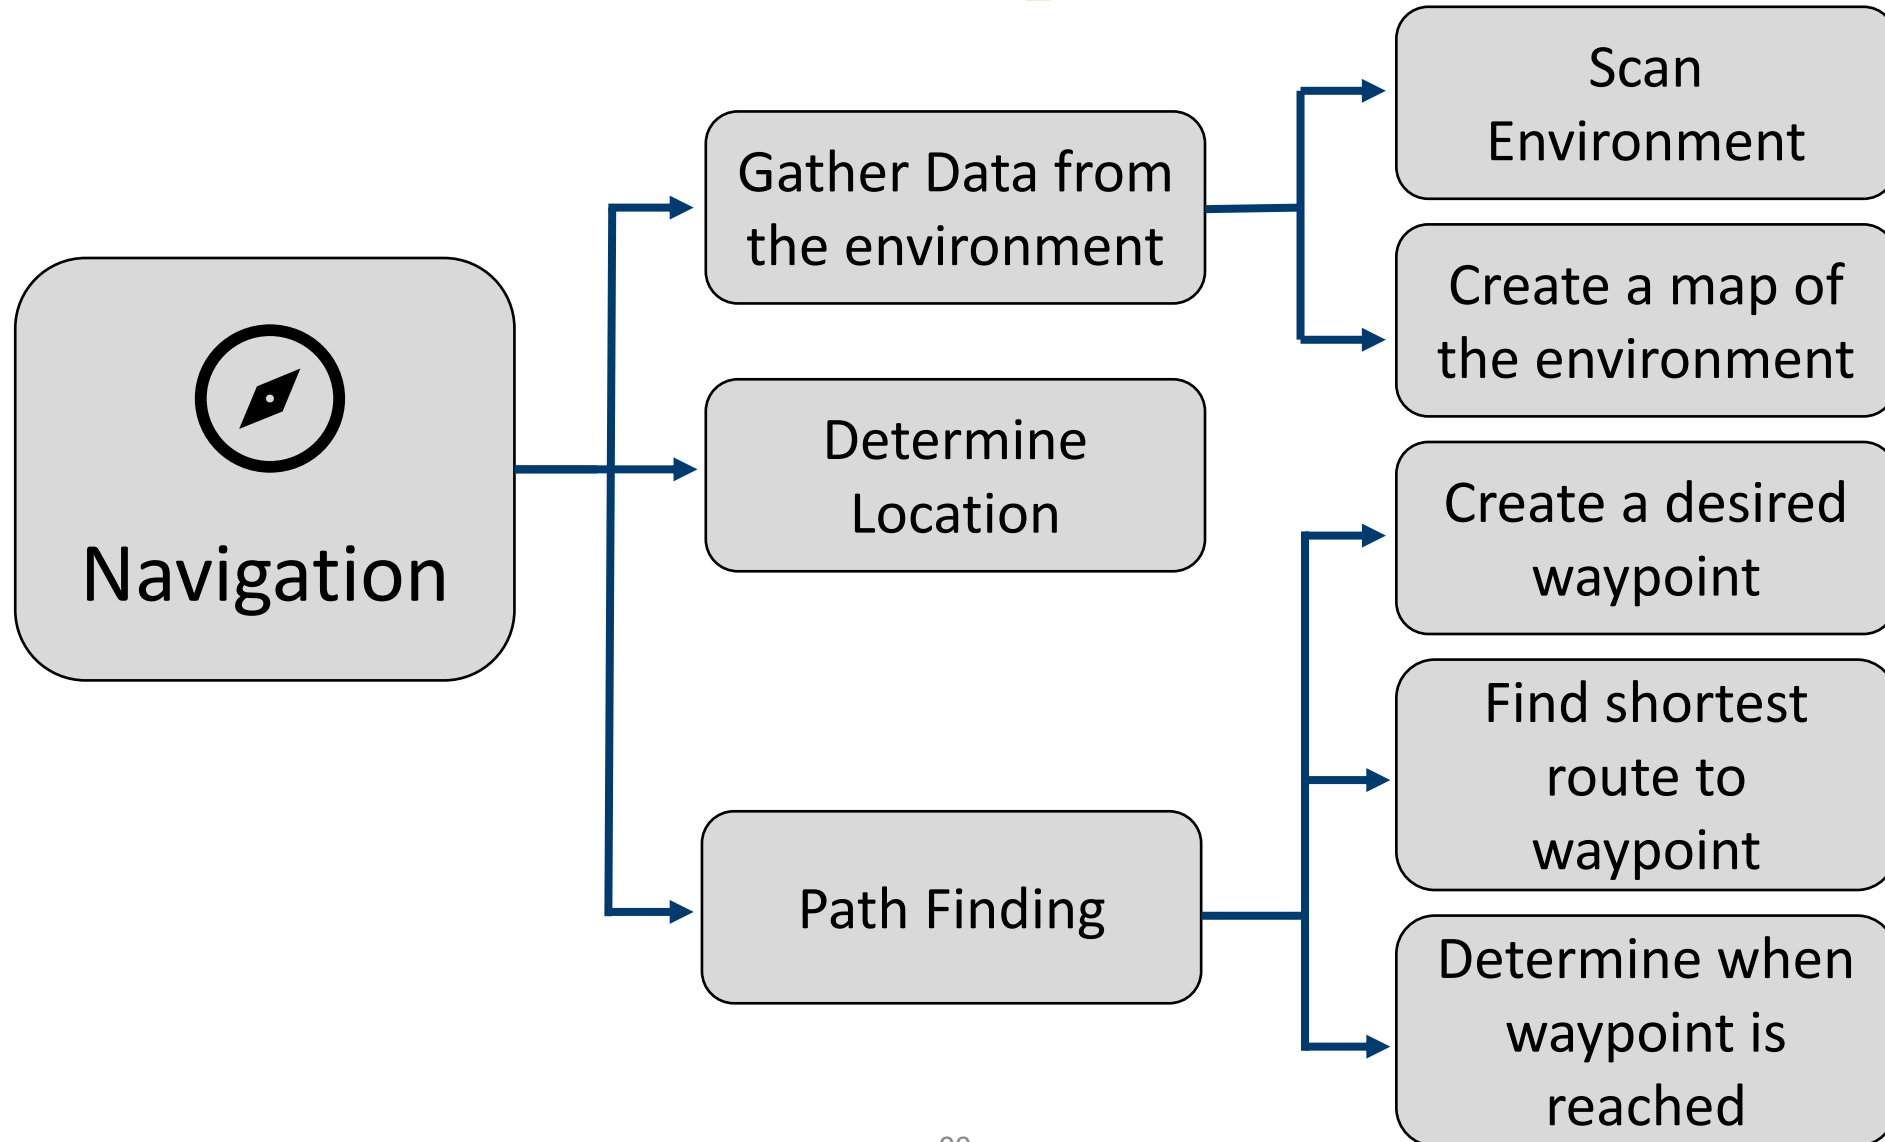 Navigation
Gather Data from
the environment
Determine
Location
Path Finding
Scan
Environment
Create a map of
the environment
Create a desired
waypoint
Find shortest
route to
waypoint
Determine when
waypoint is
reached